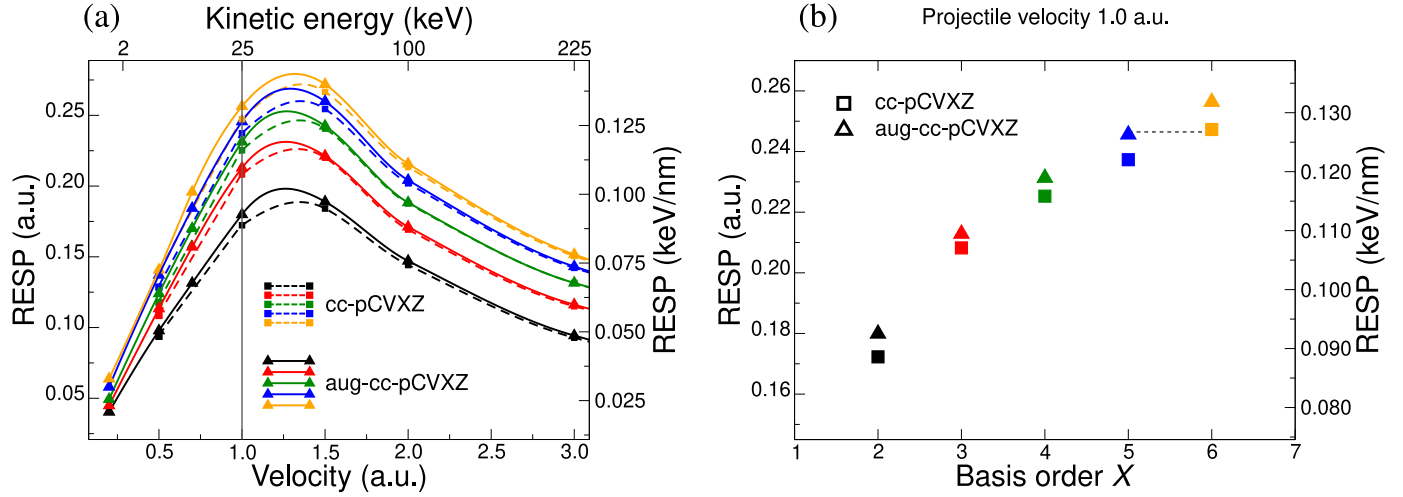 (a)
Kinetic energy (keV)
2 25 100 225
RESP (a.u.)
0.25
0.20
0.15
0.10
0.05
0.125
0.100
0.075
0.050
0.025
RESP (keV/nm)
cc-pCVXZ
aug-cc-pCVXZ
0.5 1.0 1.5 2.0 2.5 3.0
Velocity (a.u.)
(b)
Projectile velocity 1.0 a.u.
RESP (a.u.)
0.26
0.24
0.22
0.20
0.18
0.16
cc-pCVXZ
aug-cc-pCVXZ
0.130
0.120
0.110
0.100
0.090
0.080
RESP (keV/nm)
1 2 3 4 5 6 7
Basis order X